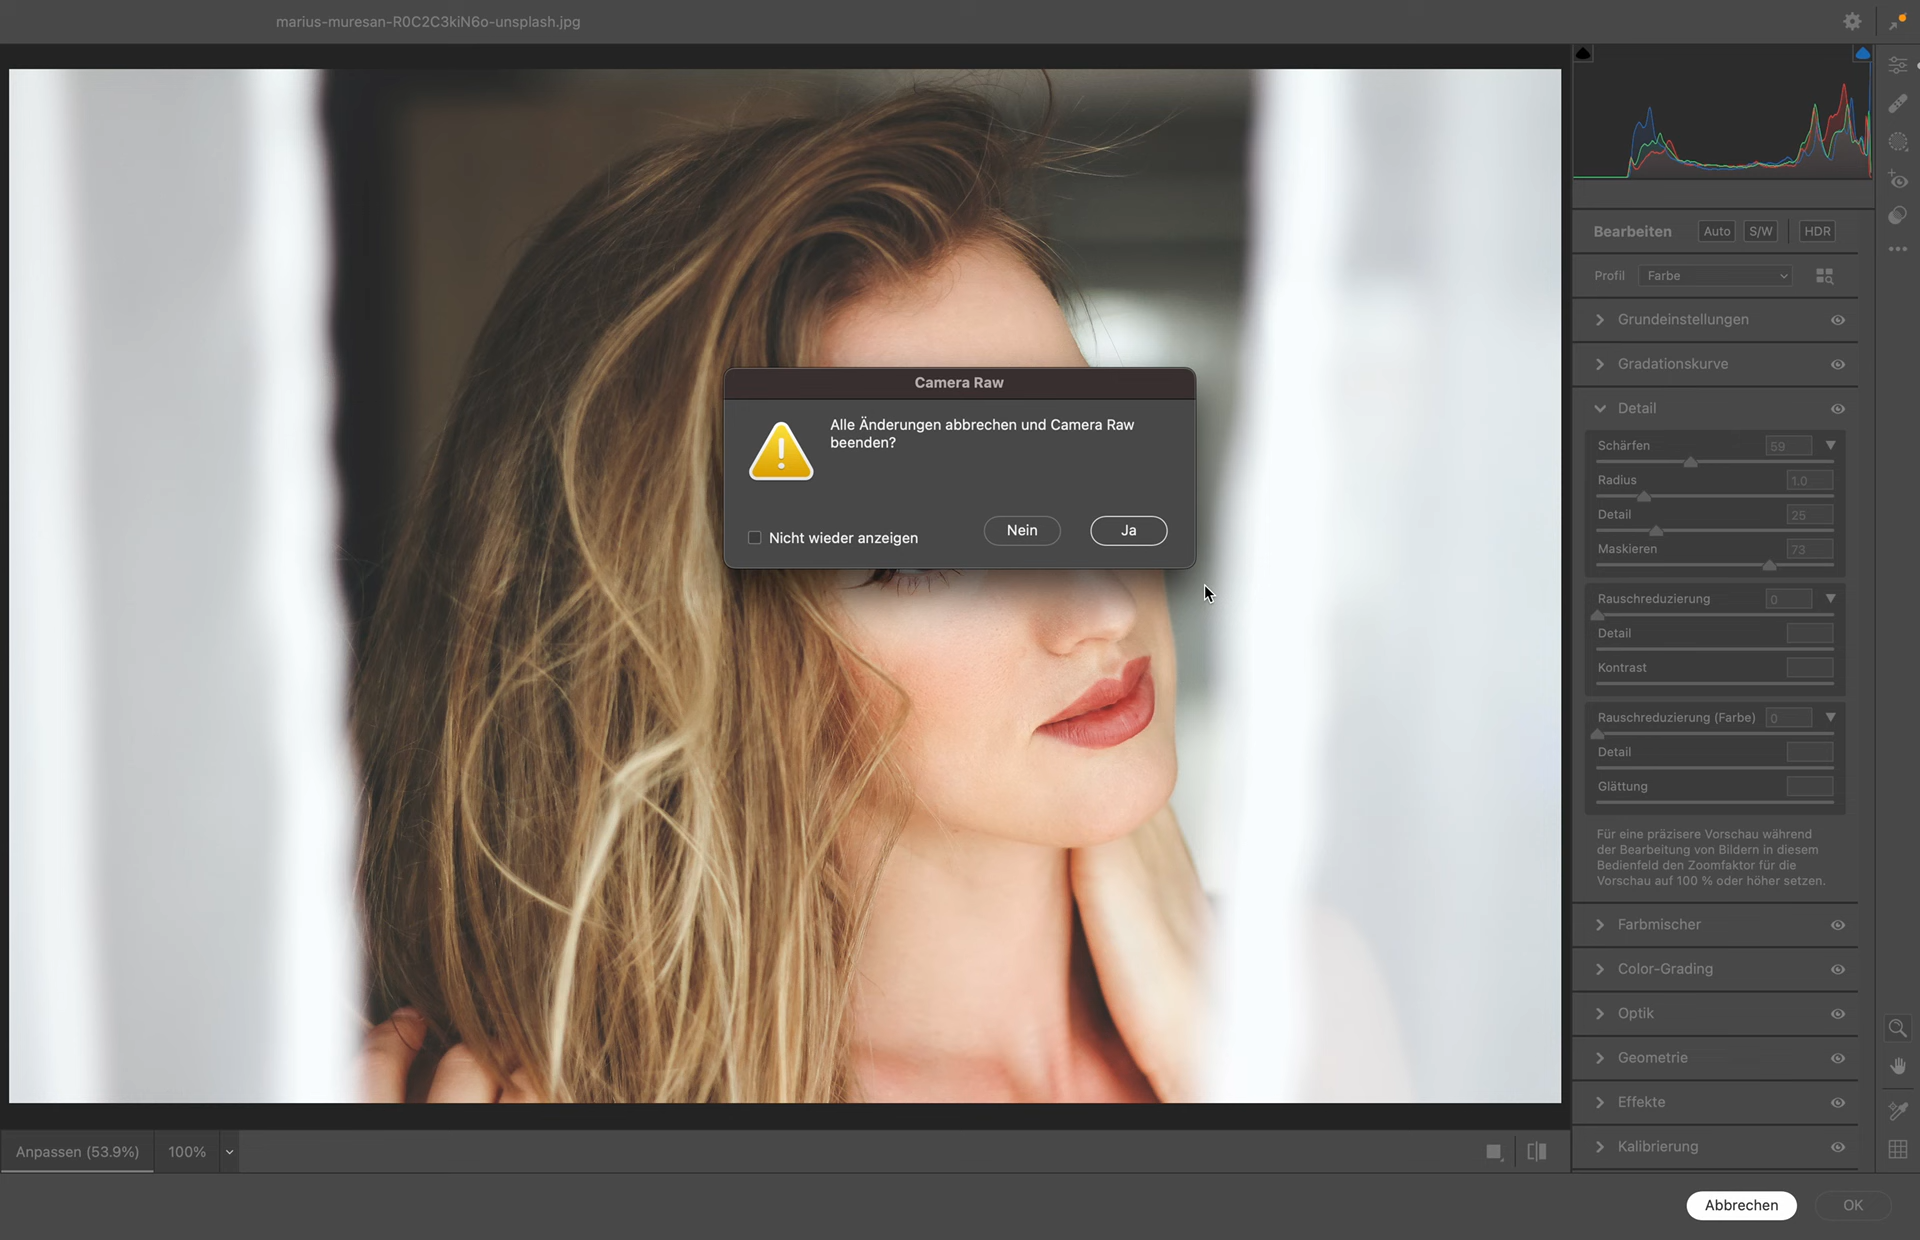 marius-muresan-R0C2C3kiN6o-unsplash.jpg
Bearbeiten Auto S/W HDR
Profil Farbe
Grundeinstellungen
Gradationskurve
Detail
Schärfen 59
Radius 1.0
Detail 25
Maskieren 73
Rauschreduzierung 0
Detail
Kontrast
Rauschreduzierung (Farbe) 0
Detail
Glättung
Für eine präzisere Vorschau während
der Bearbeitung von Bildern in diesem
Bedienfeld den Zoomfaktor für die
Vorschau auf 100 % oder höher setzen.
Farbmischer
Color-Grading
Optik
Geometrie
Effekte
Kalibrierung
Camera Raw
Alle Änderungen abbrechen und Camera Raw
beenden?
Nicht wieder anzeigen
Nein Ja
Anpassen (53.9%) 100%
Abbrechen OK